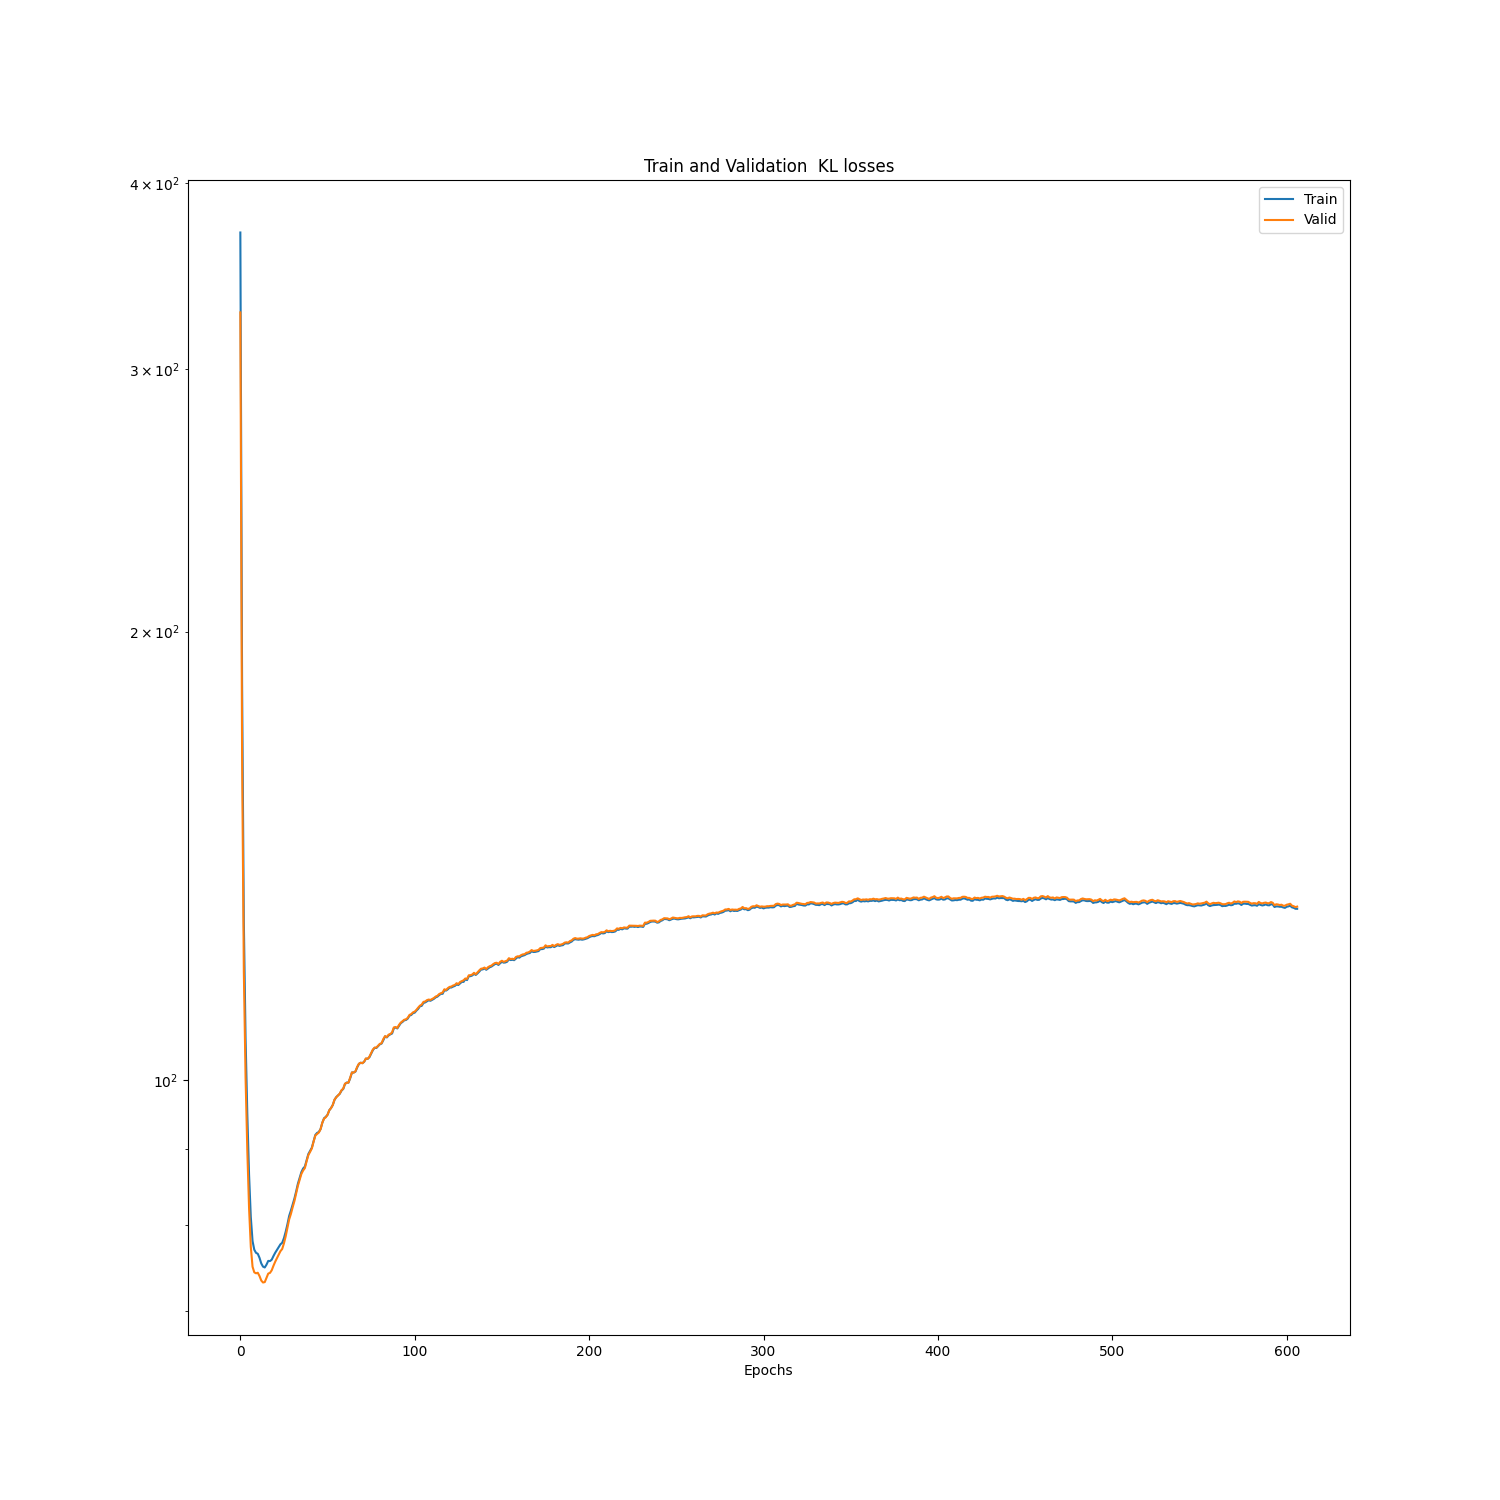 Train and Validation  KL losses
4 × 10²
3 × 10²
2 × 10²
10²
Train
Valid
0 100 200 300 400 500 600
Epochs